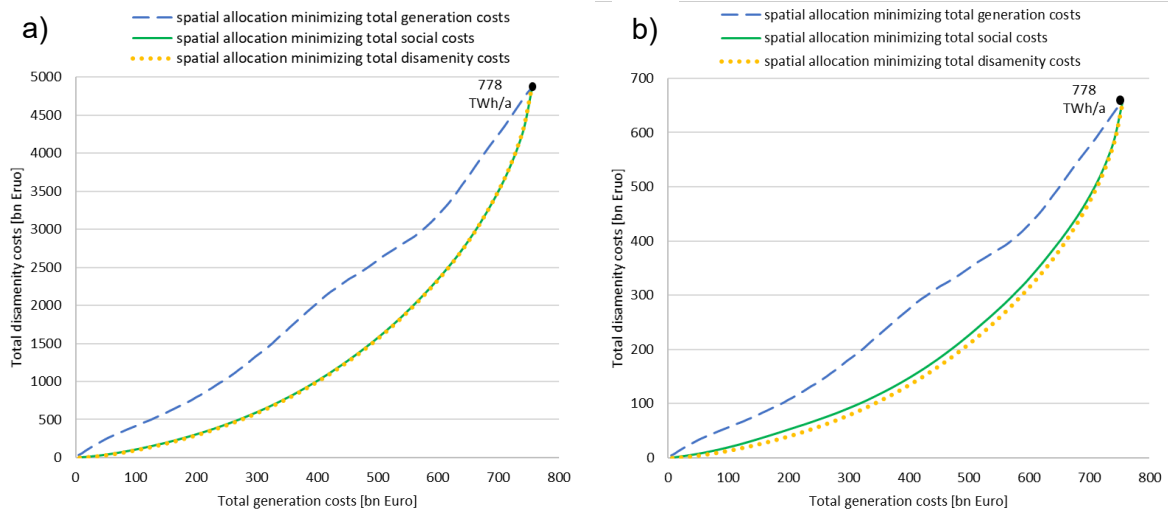 a)
spatial allocation minimizing total generation costs
spatial allocation minimizing total social costs
spatial allocation minimizing total disamenity costs
5000
4500
4000
3500
3000
2500
2000
1500
1000
500
0
Total disamenity costs [bn Eruo]
778
TWh/a
0 100 200 300 400 500 600 700 800
Total generation costs [bn Euro]
b)
spatial allocation minimizing total generation costs
spatial allocation minimizing total social costs
spatial allocation minimizing total disamenity costs
700
600
500
400
300
200
100
0
Total disamenity costs [bn Eruo]
778
TWh/a
0 100 200 300 400 500 600 700 800
Total generation costs [bn Euro]